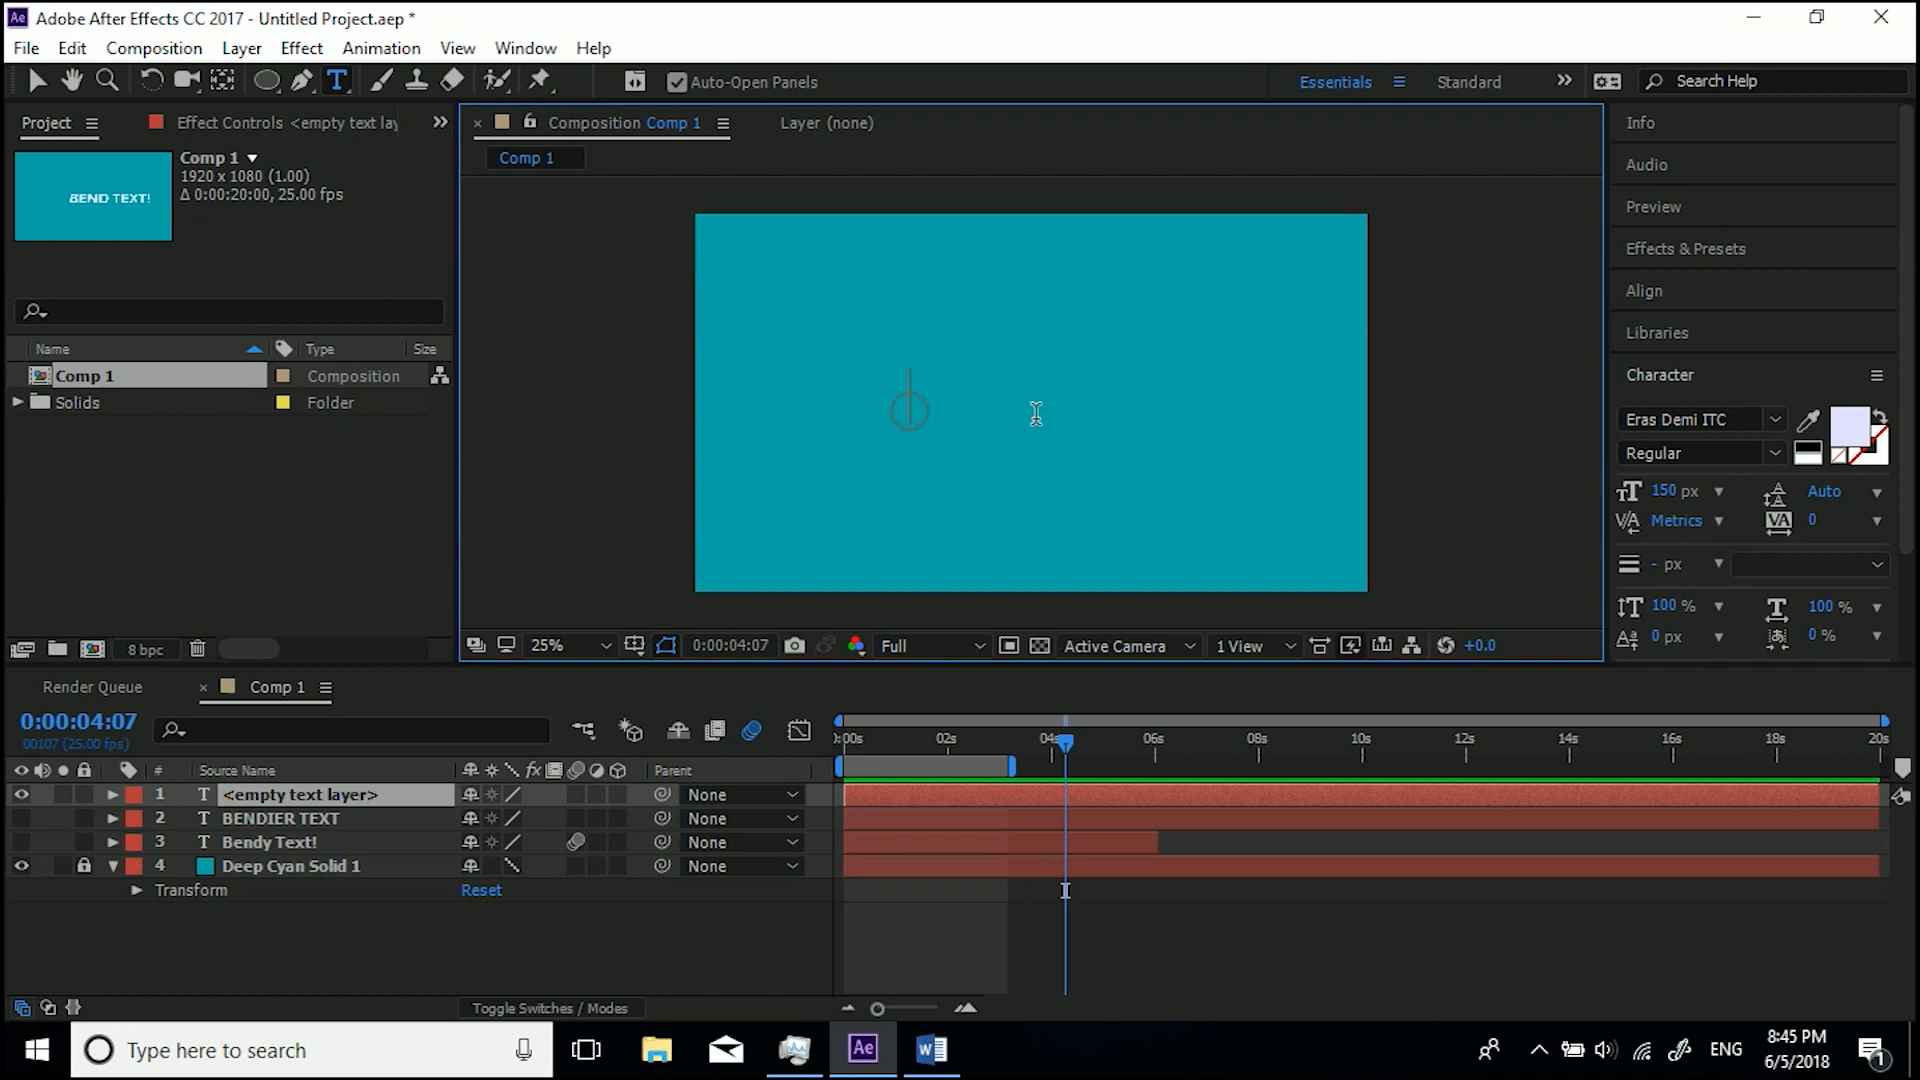 Ae Adobe After Effects CC 2017 - Untitled Project.aep *
File Edit Composition Layer Effect Animation View Window Help
T Auto-Open Panels Essentials Standard Search Help
Project Effect Controls <empty text lay
Composition Comp 1 Layer (none)
Comp 1
1920 x 1080 (1.00)
Δ 0:00:20:00, 25.00 fps
BEND TEXT!
Comp 1
Info
Audio
Preview
Effects & Presets
Align
Libraries
Character
Name Type Size
Comp 1 Composition
Solids Folder
Eras Demi ITC
Regular
150 px Auto
Metrics 0
- px
100 % 100 %
0 px 0 %
8 bpc
25% 0:00:04:07 Full Active Camera 1 View +0.0
Render Queue Comp 1
0:00:04:07
00107 (25.00 fps)
:00s 02s 04s 06s 08s 10s 12s 14s 16s 18s 20s
# Source Name fx Parent
1 T <empty text layer> None
2 T BENDIER TEXT None
3 T Bendy Text! None
4 Deep Cyan Solid 1 None
Transform Reset
Toggle Switches / Modes
Type here to search Ae W ENG 8:45 PM
6/5/2018
1